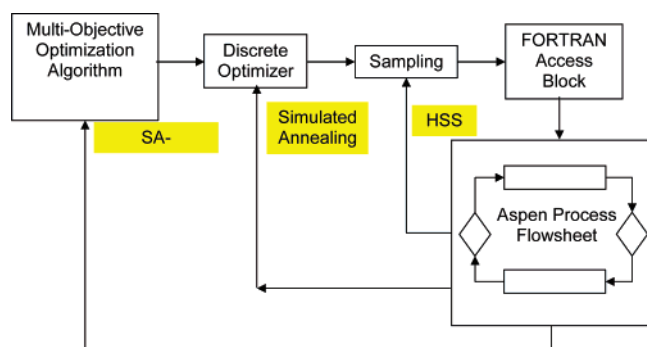 Multi-Objective
Optimization
Algorithm
Discrete
Optimizer
Sampling
FORTRAN
Access
Block
SA-
Simulated
Annealing
HSS
Aspen Process
Flowsheet